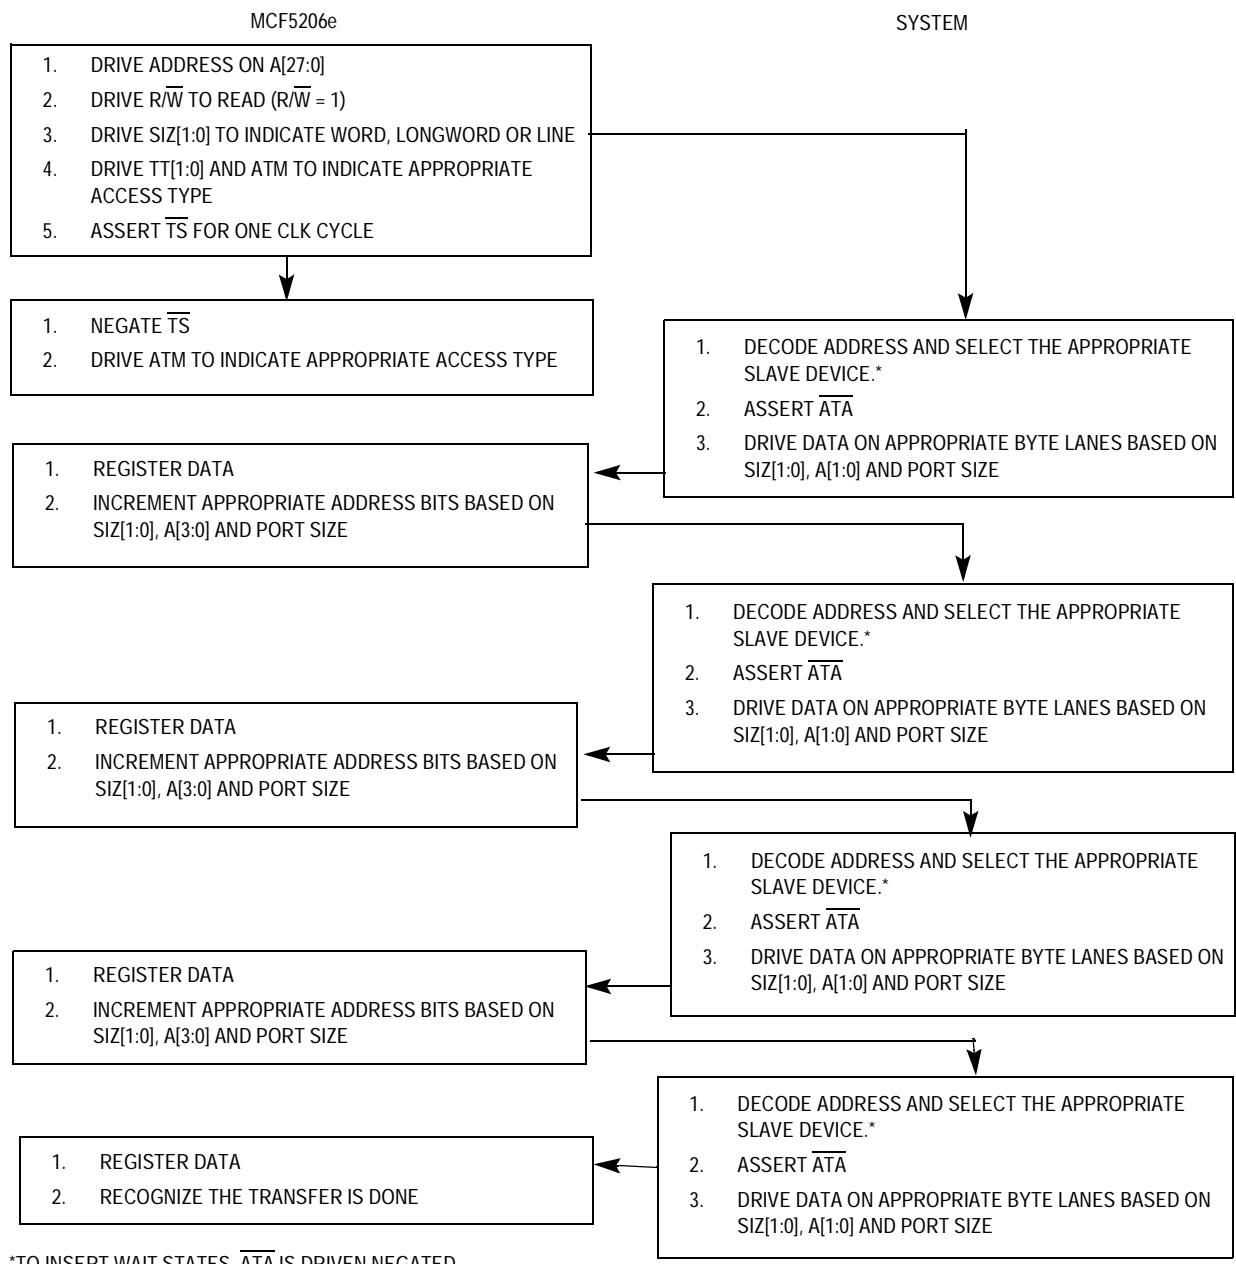 MCF5206e
SYSTEM
1. DRIVE ADDRESS ON A[27:0]
2. DRIVE R/W̅ TO READ (R/W̅ = 1)
3. DRIVE SIZ[1:0] TO INDICATE WORD, LONGWORD OR LINE
4. DRIVE TT[1:0] AND ATM TO INDICATE APPROPRIATE
ACCESS TYPE
5. ASSERT T̅S̅ FOR ONE CLK CYCLE
1. NEGATE T̅S̅
2. DRIVE ATM TO INDICATE APPROPRIATE ACCESS TYPE
1. DECODE ADDRESS AND SELECT THE APPROPRIATE
SLAVE DEVICE.*
2. ASSERT A̅T̅A̅
3. DRIVE DATA ON APPROPRIATE BYTE LANES BASED ON
SIZ[1:0], A[1:0] AND PORT SIZE
1. REGISTER DATA
2. INCREMENT APPROPRIATE ADDRESS BITS BASED ON
SIZ[1:0], A[3:0] AND PORT SIZE
1. DECODE ADDRESS AND SELECT THE APPROPRIATE
SLAVE DEVICE.*
2. ASSERT A̅T̅A̅
3. DRIVE DATA ON APPROPRIATE BYTE LANES BASED ON
SIZ[1:0], A[1:0] AND PORT SIZE
1. REGISTER DATA
2. INCREMENT APPROPRIATE ADDRESS BITS BASED ON
SIZ[1:0], A[3:0] AND PORT SIZE
1. DECODE ADDRESS AND SELECT THE APPROPRIATE
SLAVE DEVICE.*
2. ASSERT A̅T̅A̅
3. DRIVE DATA ON APPROPRIATE BYTE LANES BASED ON
SIZ[1:0], A[1:0] AND PORT SIZE
1. REGISTER DATA
2. INCREMENT APPROPRIATE ADDRESS BITS BASED ON
SIZ[1:0], A[3:0] AND PORT SIZE
1. DECODE ADDRESS AND SELECT THE APPROPRIATE
SLAVE DEVICE.*
2. ASSERT A̅T̅A̅
3. DRIVE DATA ON APPROPRIATE BYTE LANES BASED ON
SIZ[1:0], A[1:0] AND PORT SIZE
1. REGISTER DATA
2. RECOGNIZE THE TRANSFER IS DONE
*TO INSERT WAIT STATES, A̅T̅A̅ IS DRIVEN NEGATED